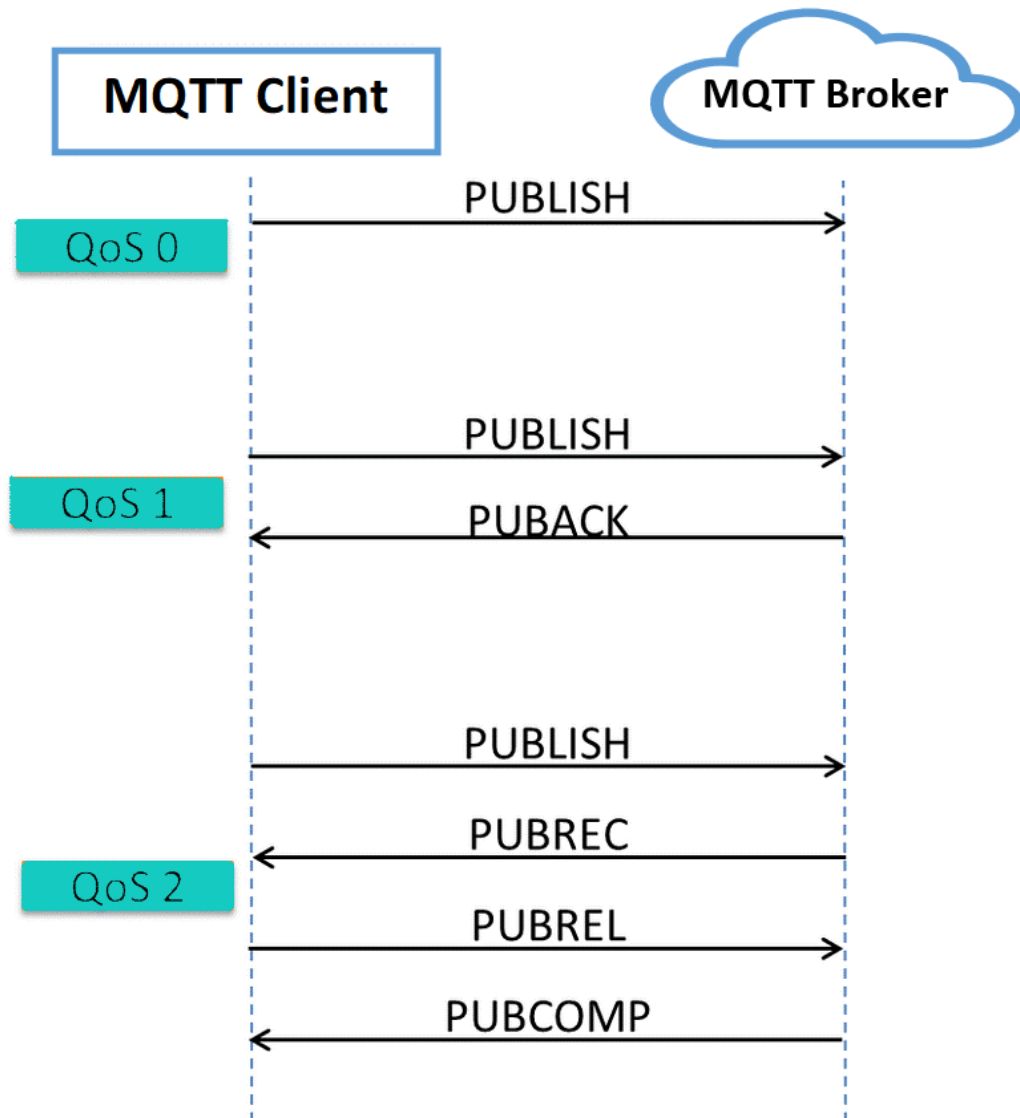 MQTT Client
MQTT Broker
PUBLISH
QoS 0
PUBLISH
QoS 1
PUBACK
PUBLISH
PUBREC
QoS 2
PUBREL
PUBCOMP